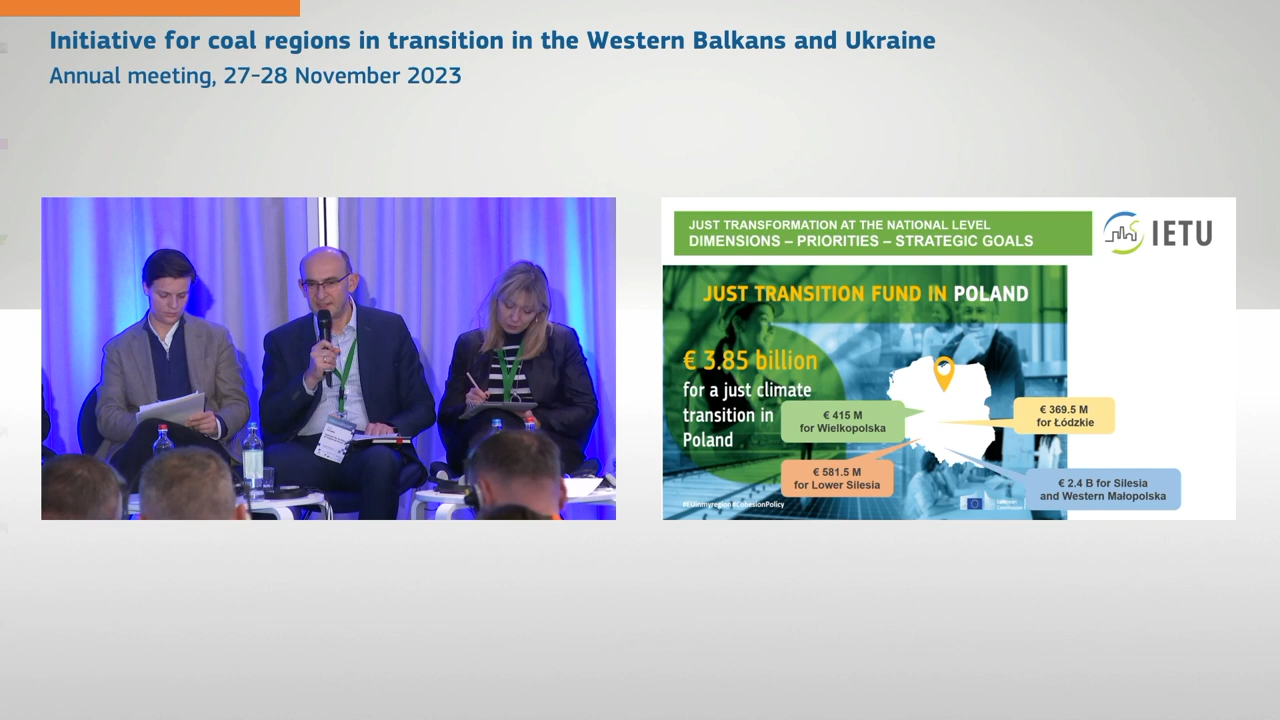 Initiative for coal regions in transition in the Western Balkans and Ukraine
Annual meeting, 27-28 November 2023
JUST TRANSFORMATION AT THE NATIONAL LEVEL
DIMENSIONS – PRIORITIES – STRATEGIC GOALS
IETU
JUST TRANSITION FUND IN POLAND
€ 3.85 billion
for a just climate
transition in
Poland
€ 415 M
for Wielkopolska
€ 369.5 M
for Łódzkie
€ 581.5 M
for Lower Silesia
€ 2.4 B for Silesia
and Western Małopolska
#EUinmyregion #CohesionPolicy
European
Commission